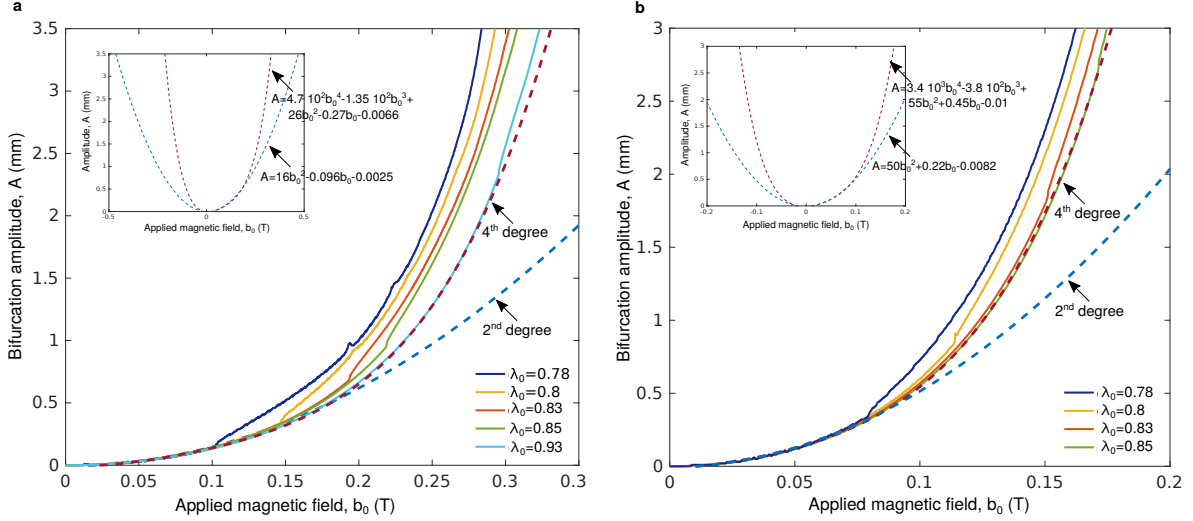 a
Bifurcation amplitude, A (mm)
3.5
3
2.5
2
1.5
1
0.5
0
0 0.05 0.1 0.15 0.2 0.25 0.3 0.3
Applied magnetic field, b₀ (T)
Amplitude, A (mm)
3.5
3
2.5
2
1.5
1
0.5
0
-0.5 0 0.5
Applied magnetic field, b₀ (T)
A=4.7 10²b₀⁴-1.35 10²b₀³+
26b₀²-0.27b₀-0.0066
A=16b₀²-0.096b₀-0.0025
4th degree
2nd degree
λ₀=0.78
λ₀=0.8
λ₀=0.83
λ₀=0.85
λ₀=0.93
b
Bifurcation amplitude, A (mm)
3
2.5
2
1.5
1
0.5
0
0 0.05 0.1 0.15 0.2
Applied magnetic field, b₀ (T)
Amplitude, A (mm)
3
2.5
2
1.5
1
0.5
0
-0.2 -0.1 0 0.1 0.2
Applied magnetic field, b₀ (T)
A=3.4 10³b₀⁴-3.8 10²b₀³+
55b₀²+0.45b₀-0.01
A=50b₀²+0.22b₀-0.0082
4th degree
2nd degree
λ₀=0.78
λ₀=0.8
λ₀=0.83
λ₀=0.85